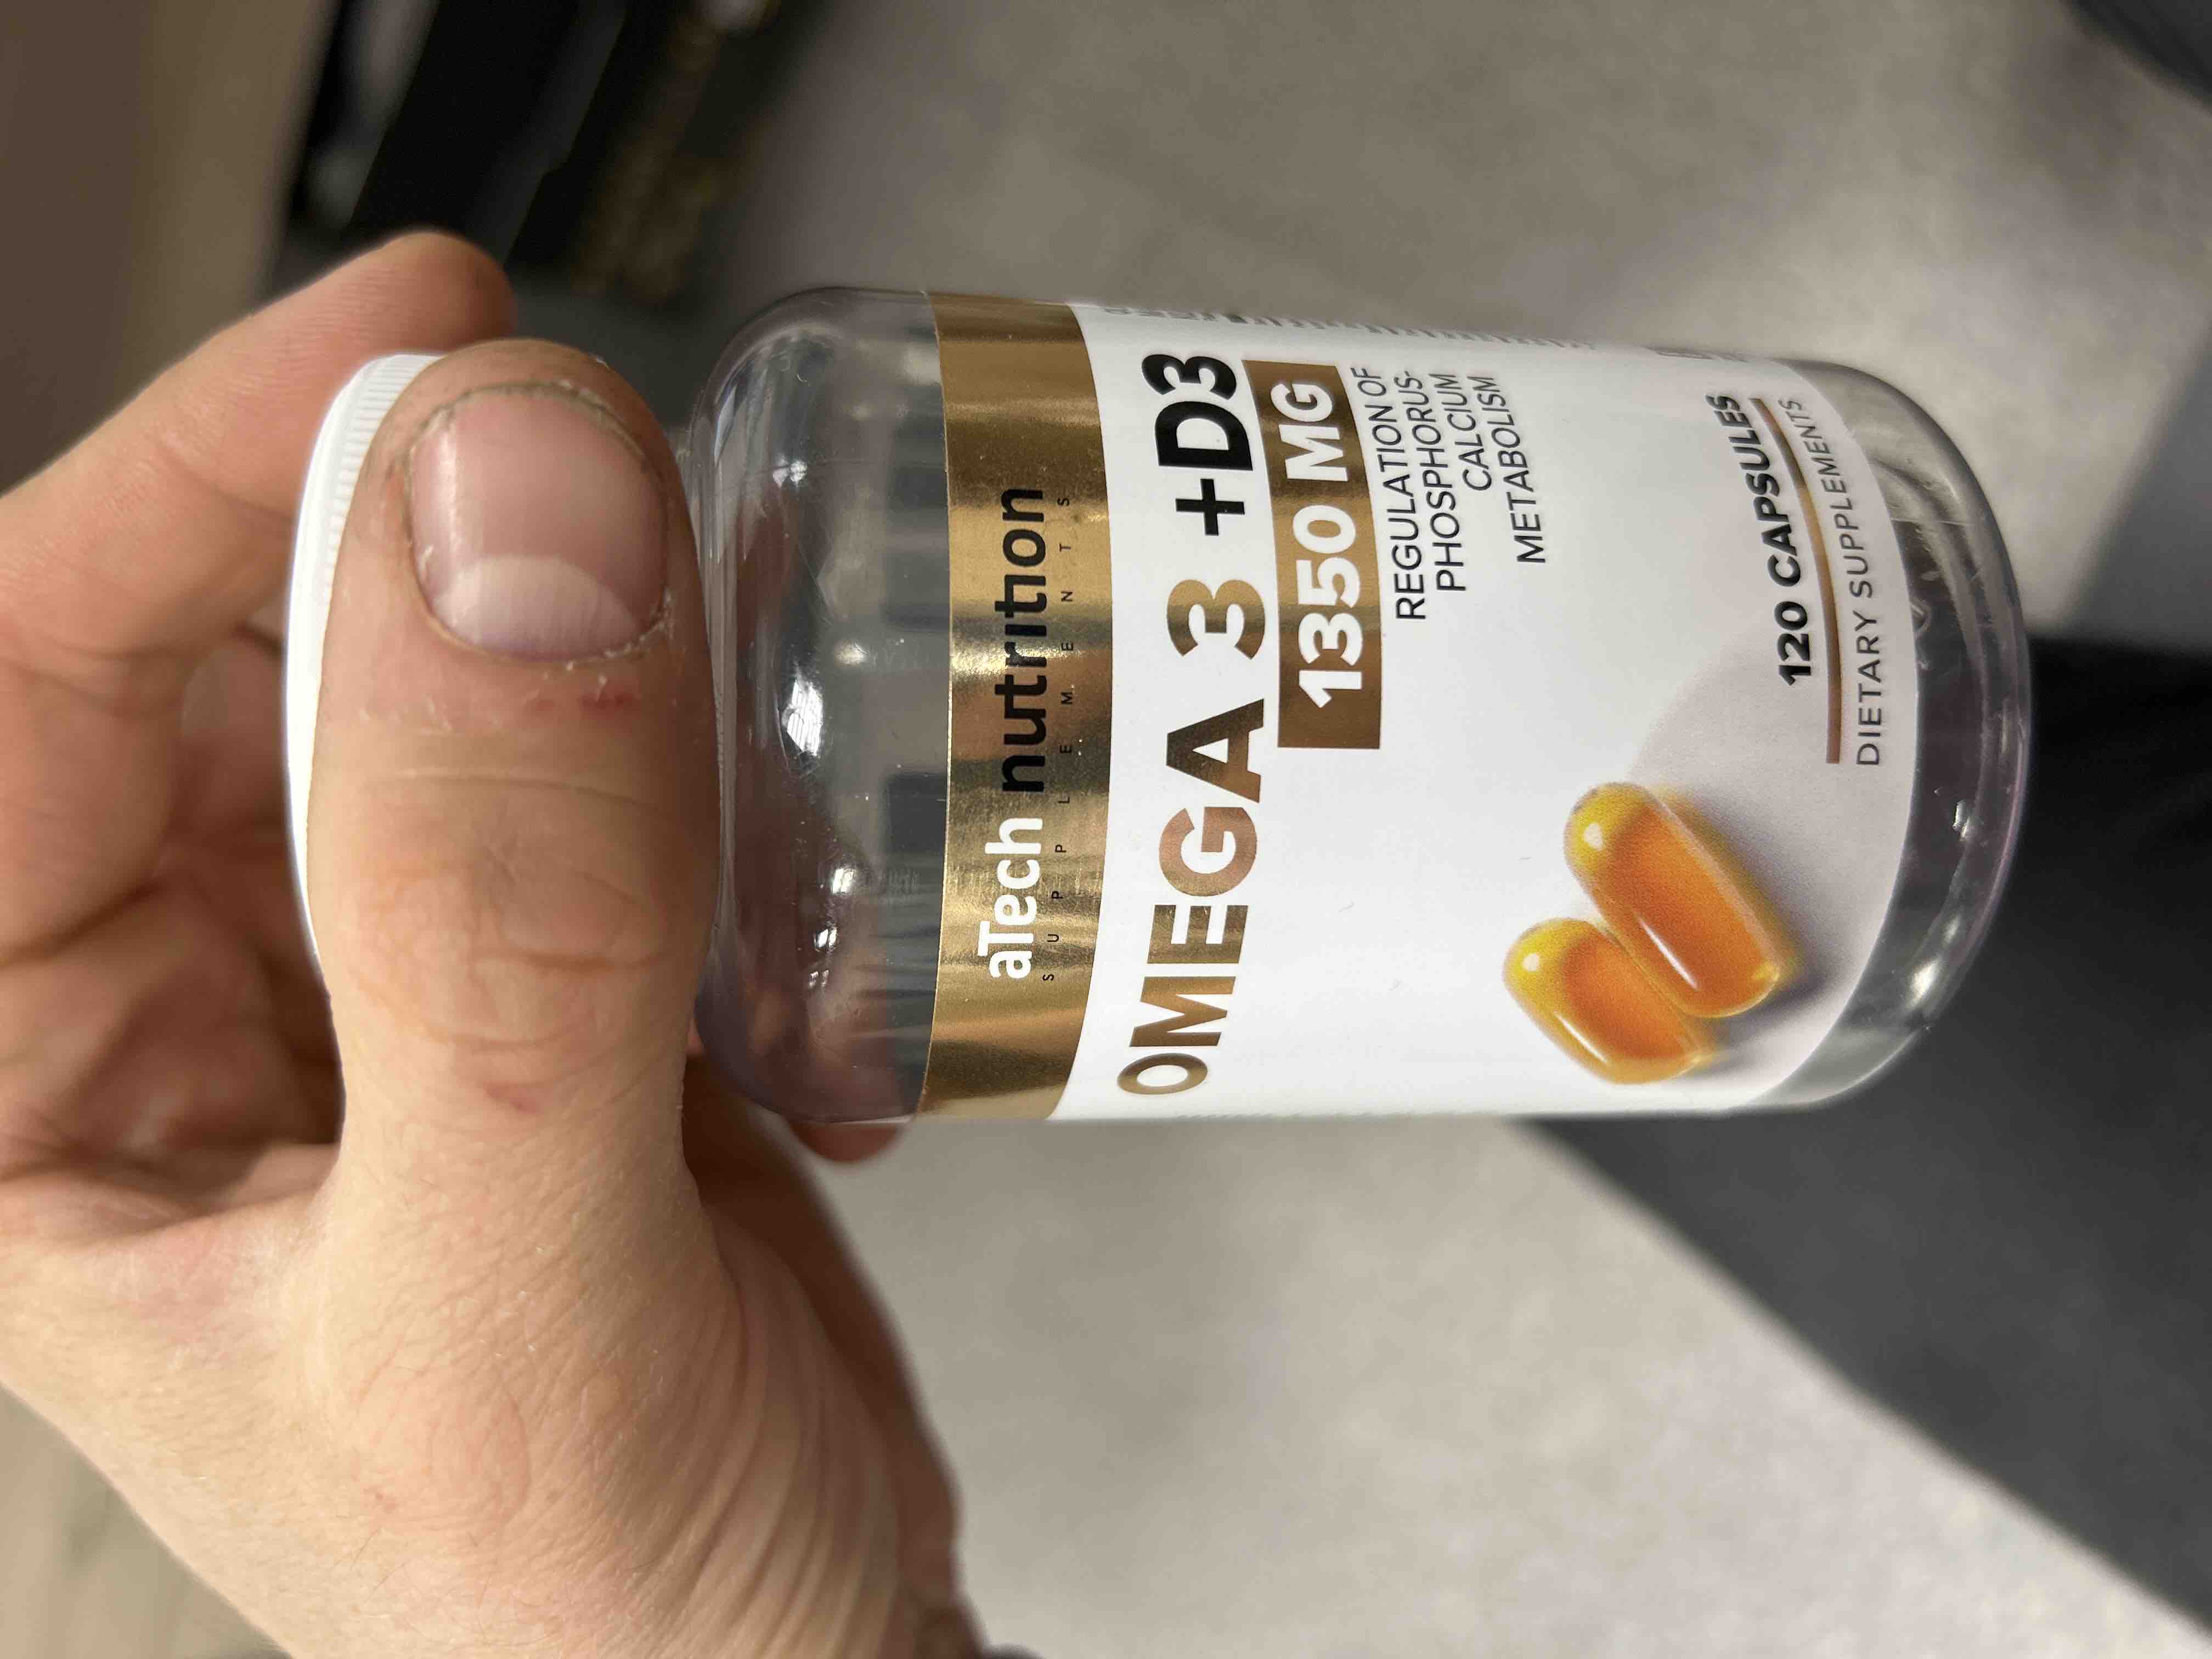 aTech nutrition
SUPPLEMENTS
OMEGA 3 +D3
1350 MG
REGULATION OF
PHOSPHORUS-
CALCIUM
METABOLISM
120 CAPSULES
DIETARY SUPPLEMENTS